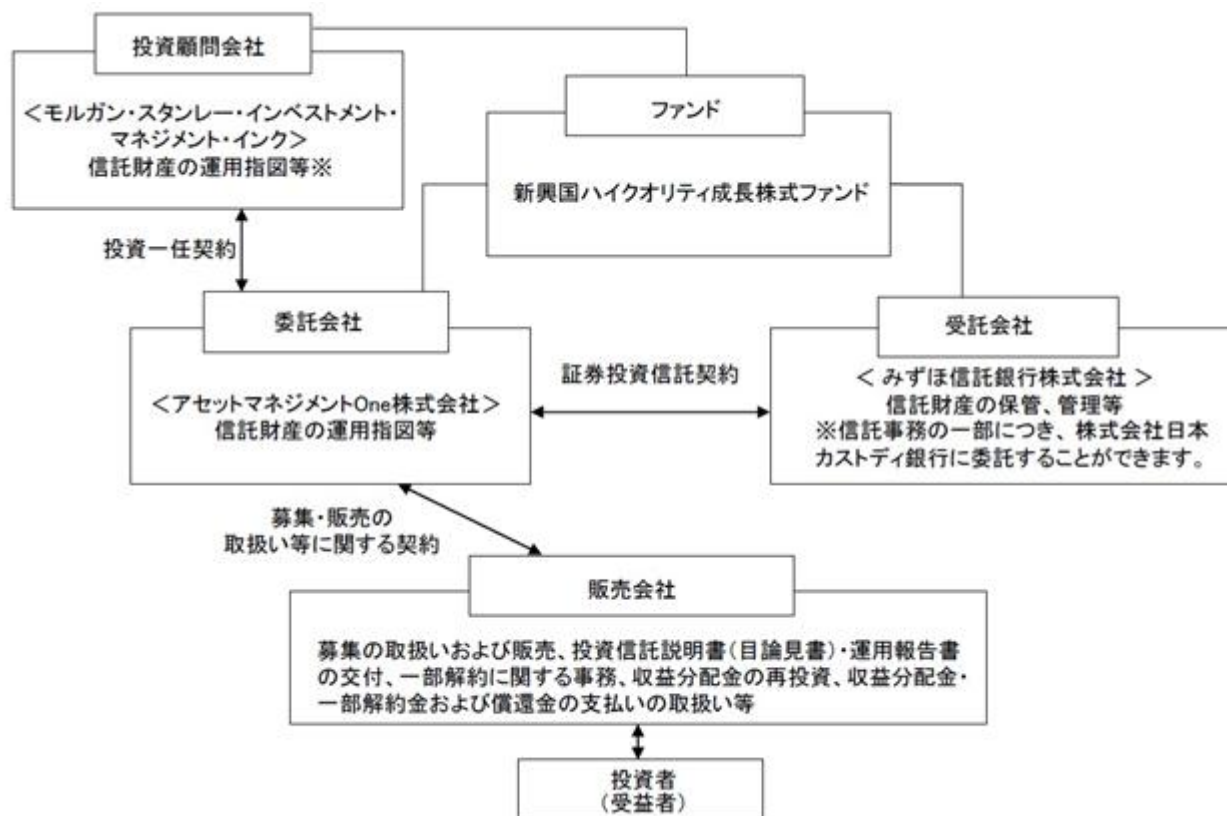 投資顧問会社
<モルガン・スタンレー・インベストメント・
マネジメント・インク>
信託財産の運用指図等※
ファンド
新興国ハイクオリティ成長株式ファンド
投資一任契約
委託会社
<アセットマネジメントOne株式会社>
信託財産の運用指図等
証券投資信託契約
受託会社
< みずほ信託銀行株式会社 >
信託財産の保管、管理等
※信託事務の一部につき、株式会社日本
カストディ銀行に委託することができます。
募集・販売の
取扱い等に関する契約
販売会社
募集の取扱いおよび販売、投資信託説明書(目論見書)・運用報告書
の交付、一部解約に関する事務、収益分配金の再投資、収益分配金・
一部解約金および償還金の支払いの取扱い等
投資者
(受益者)